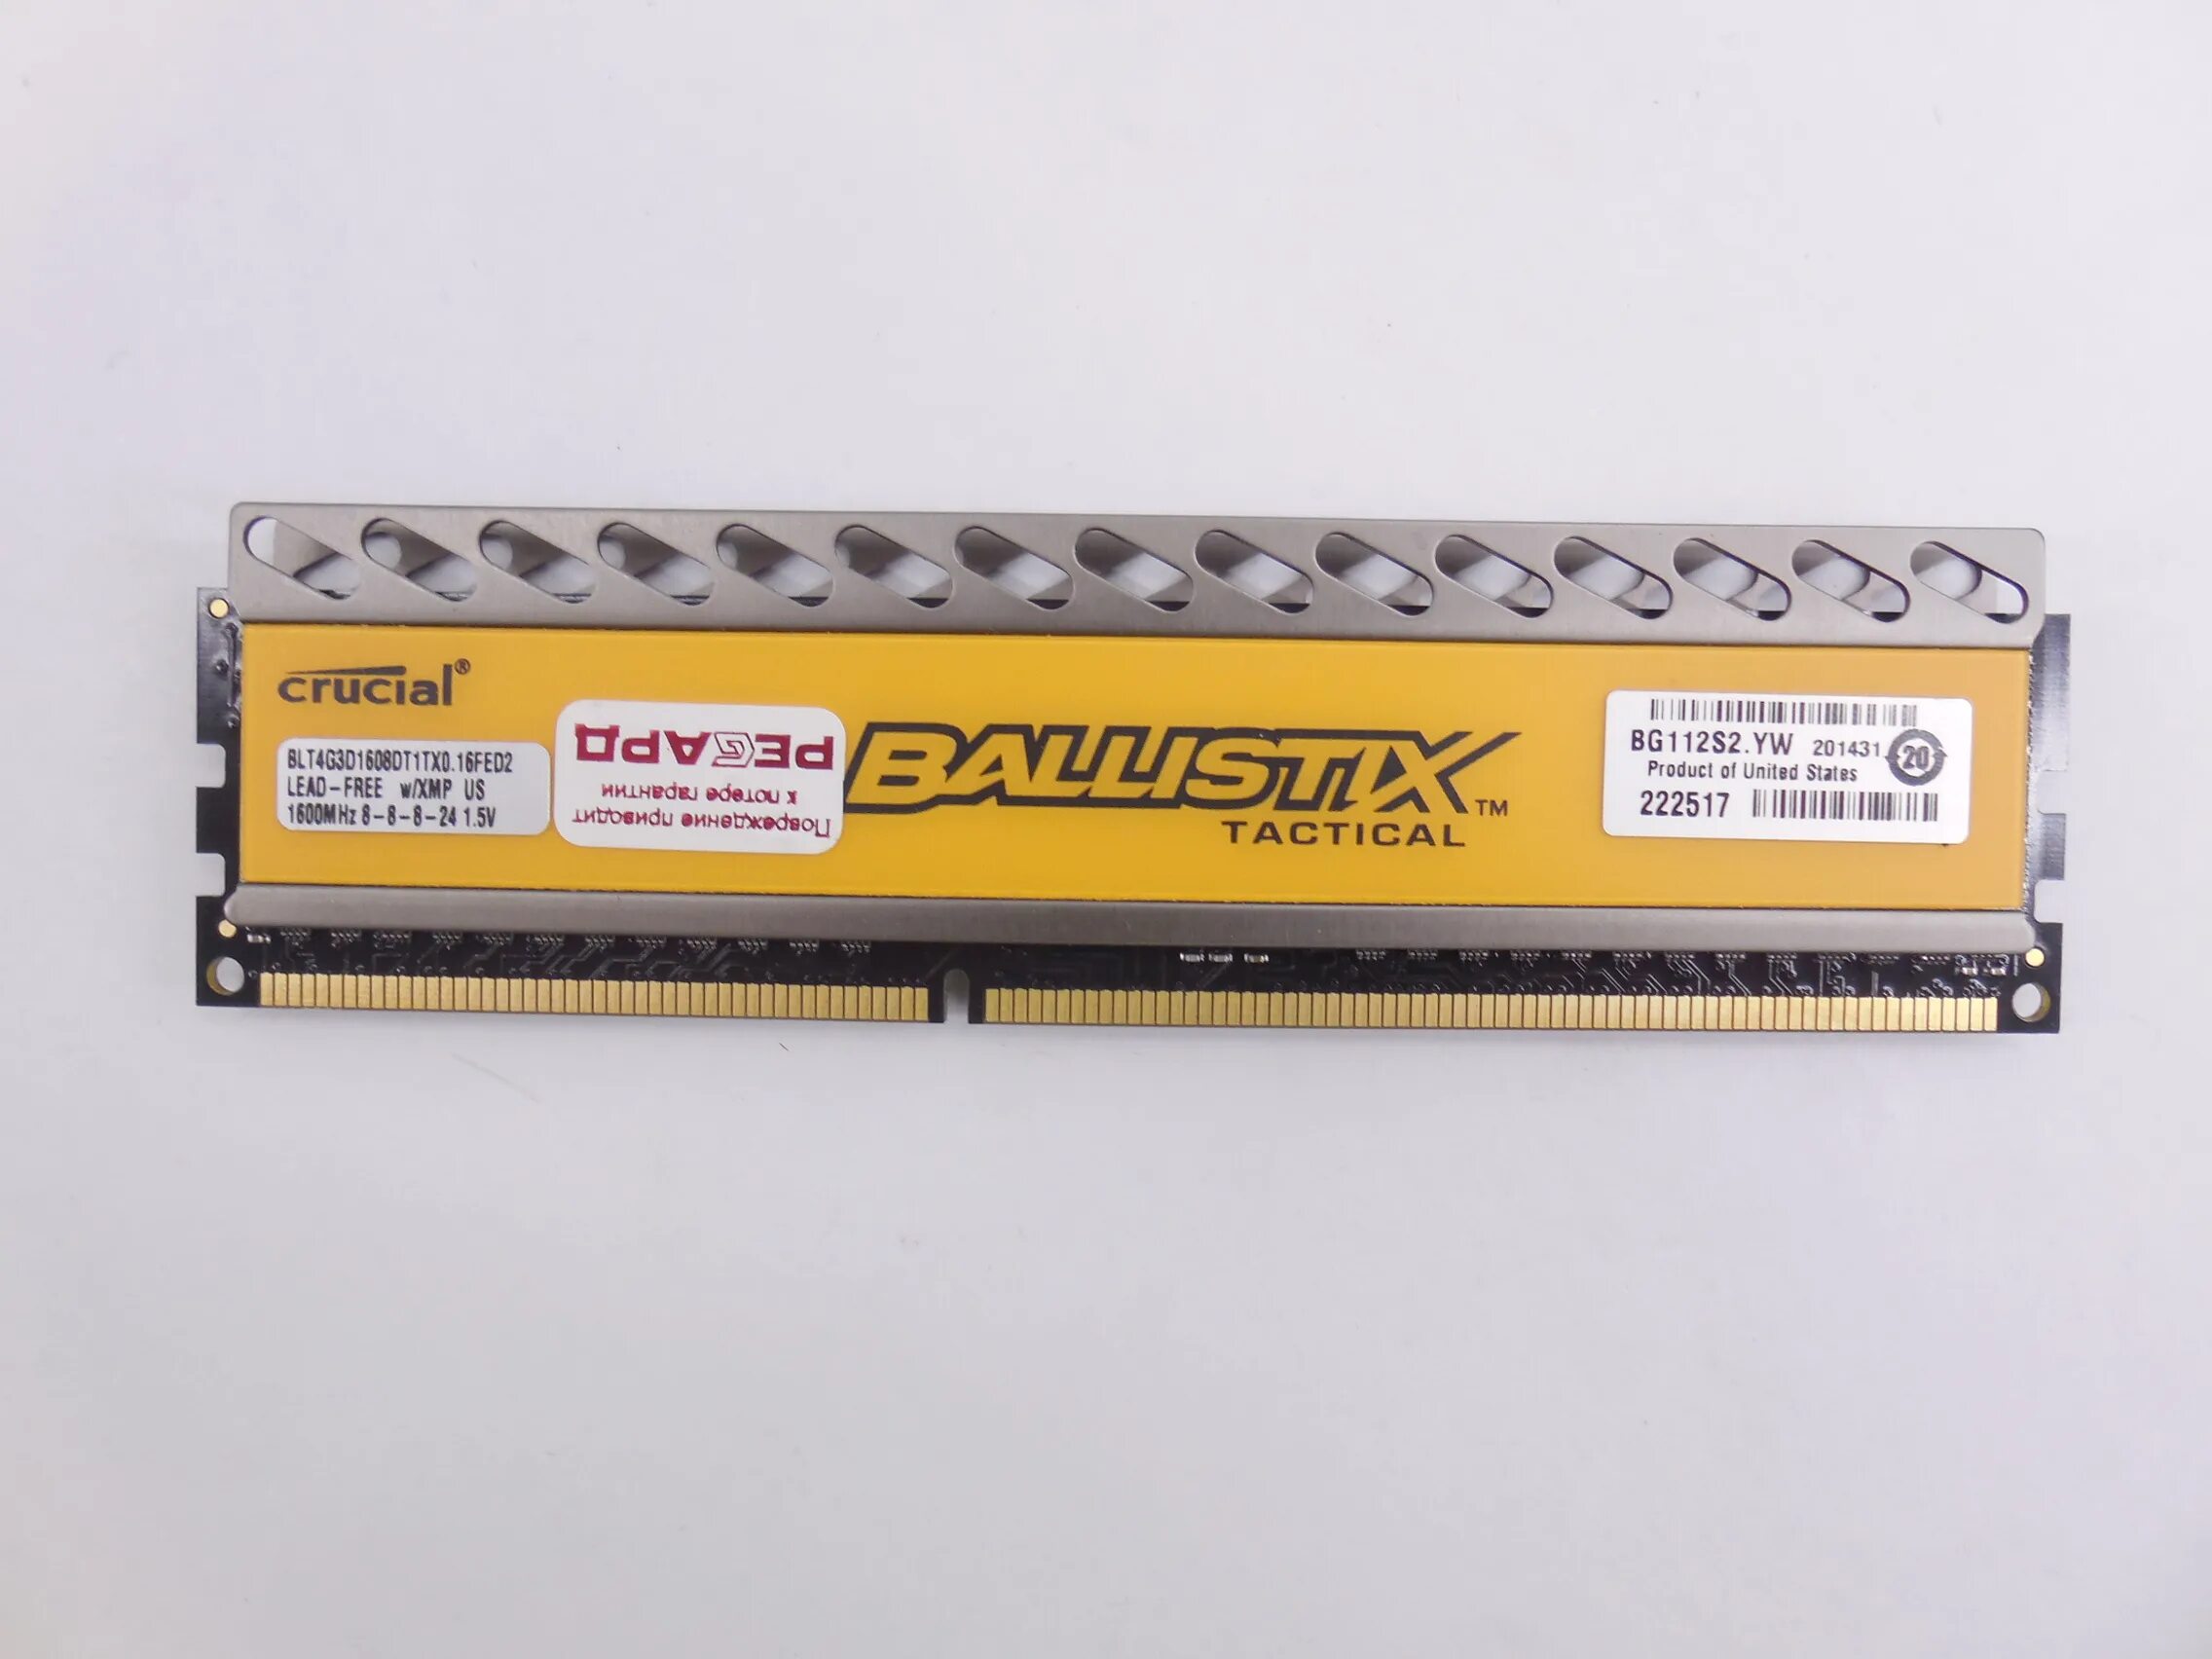 crucial®
BLT4G3D1608DT1TX0.16FED2
LEAD-FREE w/XMP US
1600MHz 8-8-8-24 1.5V
РЕГАРД
Повреждение приводит
к потере гарантии
BALLISTIX™
TACTICAL
BG112S2.YW 201431 20
Product of United States
222517